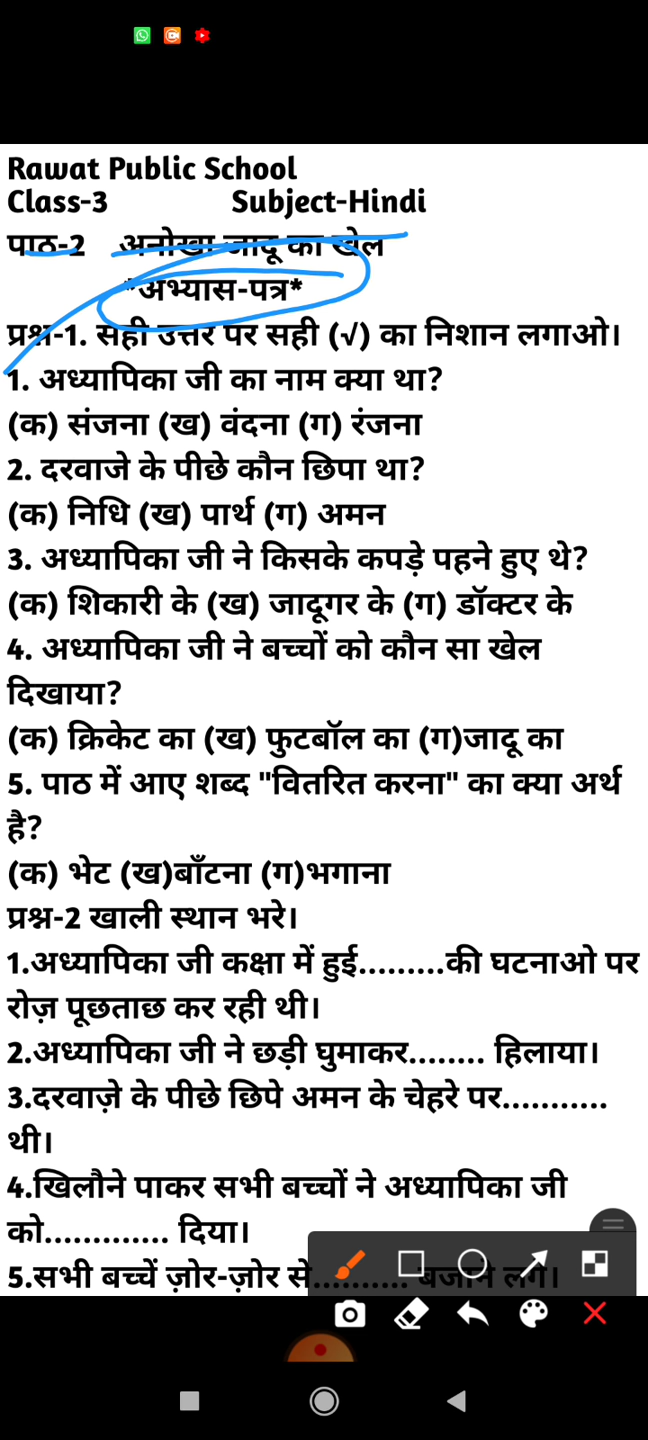 Rawat Public School
Class-3 Subject-Hindi
पाठ-2 अनोखा जादू का खेल
*अभ्यास-पत्र*
प्रश्न-1. सही उत्तर पर सही (√) का निशान लगाओ।
1. अध्यापिका जी का नाम क्या था?
(क) संजना (ख) वंदना (ग) रंजना
2. दरवाजे के पीछे कौन छिपा था?
(क) निधि (ख) पार्थ (ग) अमन
3. अध्यापिका जी ने किसके कपड़े पहने हुए थे?
(क) शिकारी के (ख) जादूगर के (ग) डॉक्टर के
4. अध्यापिका जी ने बच्चों को कौन सा खेल
दिखाया?
(क) क्रिकेट का (ख) फुटबॉल का (ग)जादू का
5. पाठ में आए शब्द "वितरित करना" का क्या अर्थ
है?
(क) भेट (ख)बाँटना (ग)भगाना
प्रश्न-2 खाली स्थान भरे।
1.अध्यापिका जी कक्षा में हुई.........की घटनाओ पर
रोज़ पूछताछ कर रही थी।
2.अध्यापिका जी ने छड़ी घुमाकर........ हिलाया।
3.दरवाज़े के पीछे छिपे अमन के चेहरे पर...........
थी।
4.खिलौने पाकर सभी बच्चों ने अध्यापिका जी
को............. दिया।
5.सभी बच्चें ज़ोर-ज़ोर से.......... बजाने लगे।